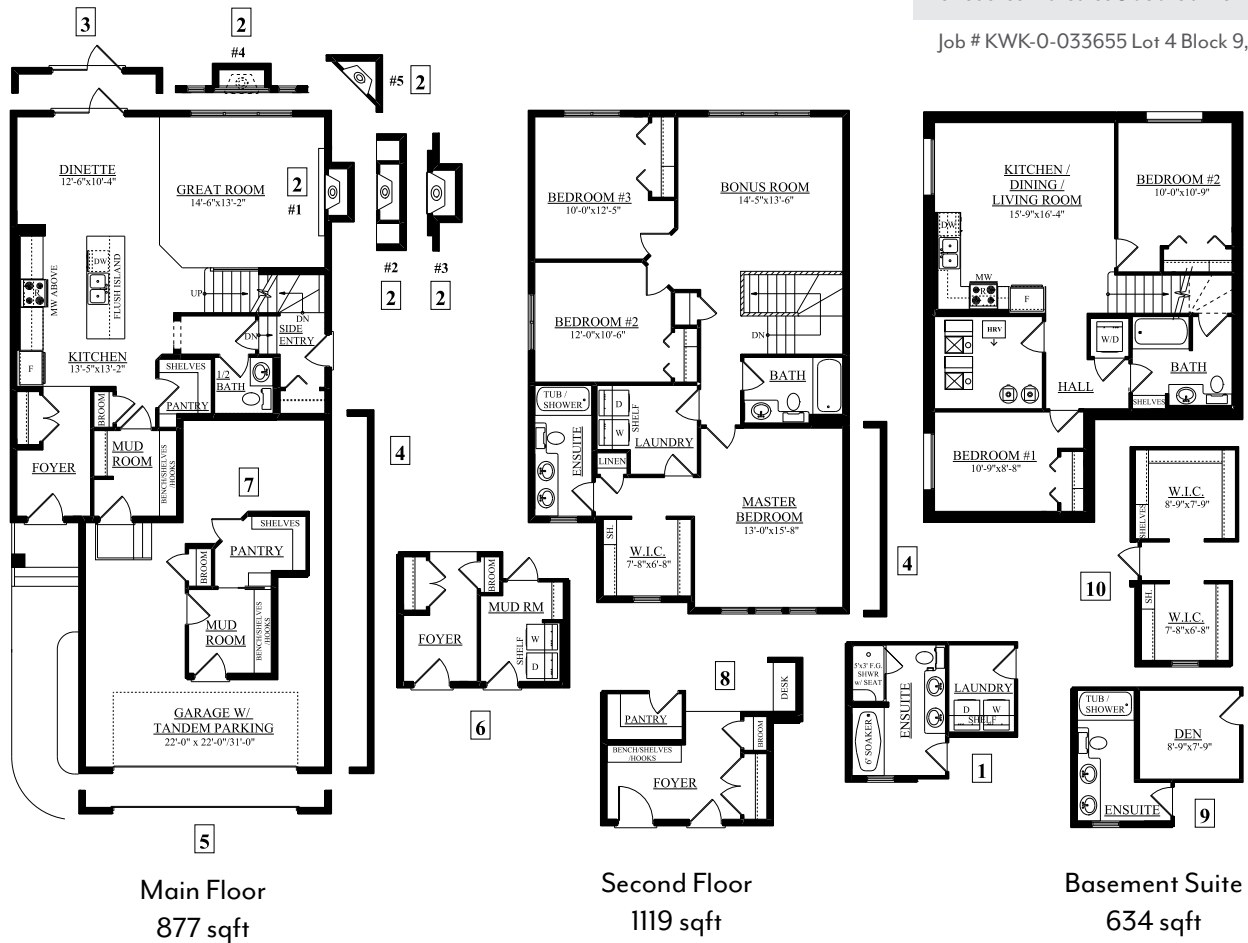 Job # KWK-0-033655 Lot 4 Block 9,
3
2
#4
#5
2
DINETTE
12'-6"x10'-4"
GREAT ROOM
14'-6"x13'-2"
2
#1
#2
2
#3
2
DW
MW ABOVE
R
FLUSH ISLAND
UP
DN
DN
SIDE
ENTRY
KITCHEN
13'-5"x13'-2"
F
SHELVES
PANTRY
1/2
BATH
BROOM
MUD
ROOM
BENCH/SHELVES
/HOOKS
FOYER
4
7
SHELVES
PANTRY
BROOM
MUD
ROOM
BENCH/SHELVES
/HOOKS
GARAGE W/
TANDEM PARKING
22'-0" x 22'-0"/31'-0"
5
Main Floor
877 sqft
BEDROOM #3
10'-0"x12'-5"
BONUS ROOM
14'-5"x13'-6"
BEDROOM #2
12'-0"x10'-6"
DN
BATH
TUB /
SHOWER
D
W
SHELF
LAUNDRY
ENSUITE
LINEN
MASTER
BEDROOM
13'-0"x15'-8"
SH.
W.I.C.
7'-8"x6'-8"
4
BROOM
MUD RM
FOYER
SHELF
W
D
6
8
DESK
PANTRY
BROOM
BENCH/SHELVES
/HOOKS
FOYER
5'x3' F.G.
SHWR
w/ SEAT
ENSUITE
6' SOAKER
LAUNDRY
D
W
SHELF
1
Second Floor
1119 sqft
KITCHEN /
DINING /
LIVING ROOM
15'-9"x16'-4"
BEDROOM #2
10'-0"x10'-9"
DW
MW
R
F
HRV
W/D
BATH
HALL
SHELVES
BEDROOM #1
10'-9"x8'-8"
W.I.C.
8'-9"x7'-9"
SHELVES
10
SH.
W.I.C.
7'-8"x6'-8"
TUB /
SHOWER
DEN
8'-9"x7'-9"
ENSUITE
9
Basement Suite
634 sqft